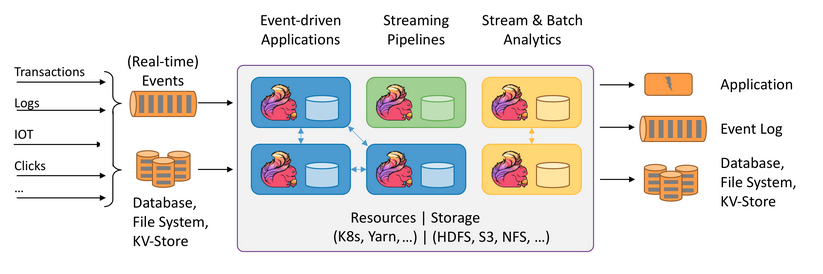 Event-driven
Applications
Streaming
Pipelines
Stream & Batch
Analytics
(Real-time)
Events
Transactions
Logs
IOT
Clicks
...
Database,
File System,
KV-Store
Resources | Storage
(K8s, Yarn,...) | (HDFS, S3, NFS, ...)
Application
Event Log
Database,
File System,
KV-Store